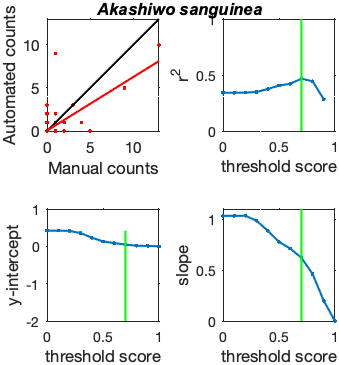 Akashiwo sanguinea
Automated counts
10
5
0
0
5
10
Manual counts
r2
1
0.5
0
0
0.5
1
threshold score
y-intercept
1
0
-1
-2
0
0.5
1
threshold score
slope
1
0.5
0
0
0.5
1
threshold score